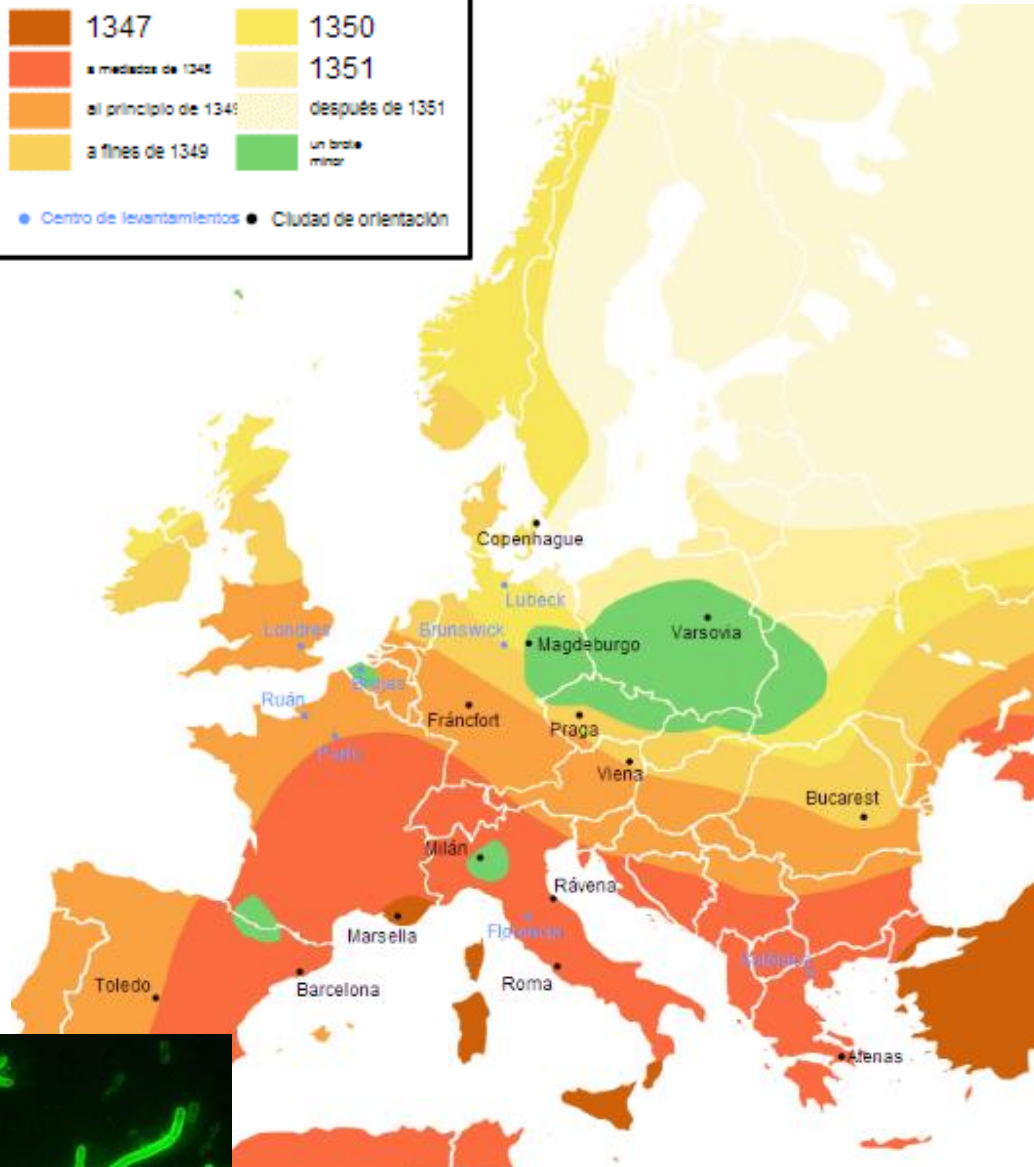 1347
1350
a mediados de 1348
1351
al principio de 1349
después de 1351
a fines de 1349
un brote
minor
Centro de levantamientos
Ciudad de orientación
Copenhague
Lubeck
Londres
Brunswick
Magdeburgo
Varsovia
Brujas
Ruán
Fráncfort
Praga
París
Viena
Bucarest
Milán
Rávena
Marsella
Florencia
Toledo
Barcelona
Roma
Atenas